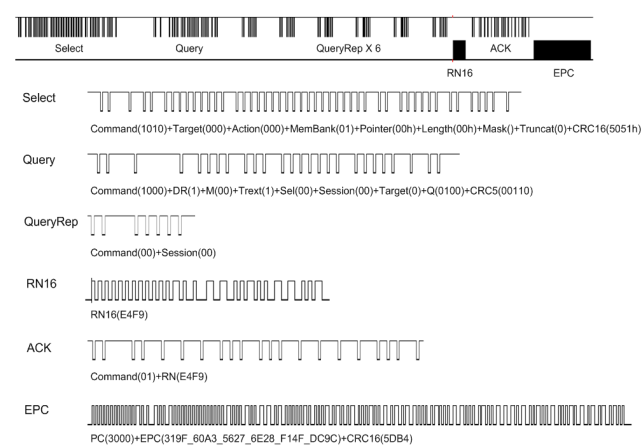 Select Query QueryRep X 6 ACK
RN16 EPC
Select
Command(1010)+Target(000)+Action(000)+MemBank(01)+Pointer(00h)+Length(00h)+Mask()+Truncat(0)+CRC16(5051h)
Query
Command(1000)+DR(1)+M(00)+Trext(1)+Sel(00)+Session(00)+Target(0)+Q(0100)+CRC5(00110)
QueryRep
Command(00)+Session(00)
RN16
RN16(E4F9)
ACK
Command(01)+RN(E4F9)
EPC
PC(3000)+EPC(319F_60A3_5627_6E28_F14F_DC9C)+CRC16(5DB4)